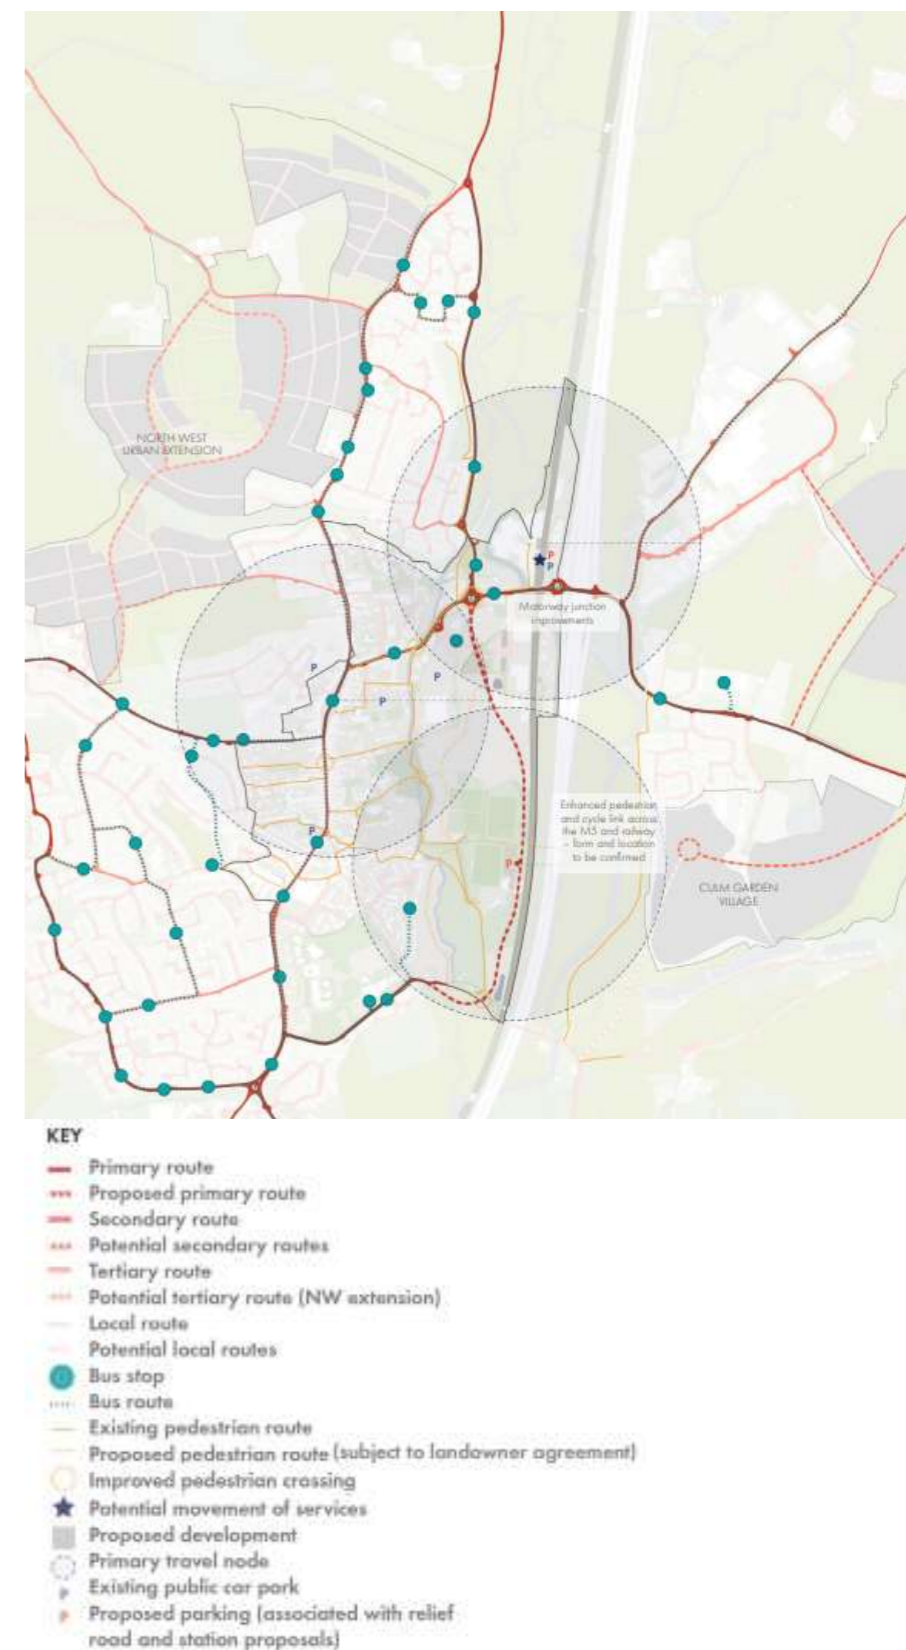 NORTH WEST
URBAN EXTENSION
P
P
Motorway junction
improvements
P
P
P
Enhanced pedestrian
and cycle link across
the M5 and railway
– form and location
to be confirmed
P
P
CULM GARDEN
VILLAGE
KEY
Primary route
Proposed primary route
Secondary route
Potential secondary routes
Tertiary route
Potential tertiary route (NW extension)
Local route
Potential local routes
Bus stop
Bus route
Existing pedestrian route
Proposed pedestrian route (subject to landowner agreement)
Improved pedestrian crossing
Potential movement of services
Proposed development
Primary travel node
P Existing public car park
P Proposed parking (associated with relief
road and station proposals)